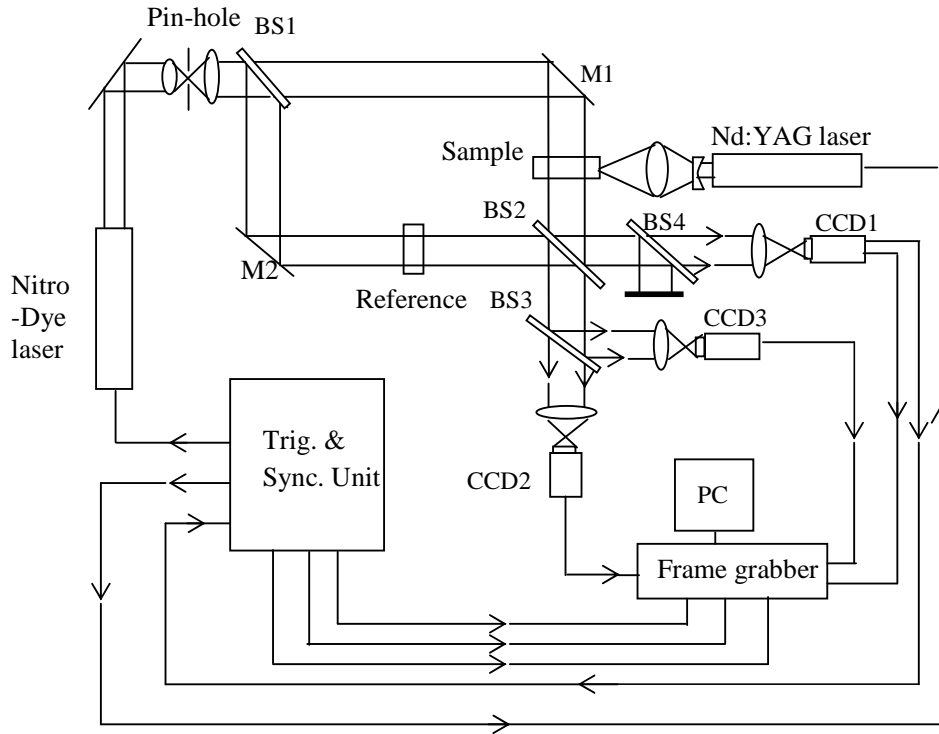 Pin-hole
BS1
M1
Nd:YAG laser
Sample
BS2
BS4
CCD1
M2
Nitro
-Dye
laser
Reference
BS3
CCD3
Trig. &
Sync. Unit
CCD2
PC
Frame grabber